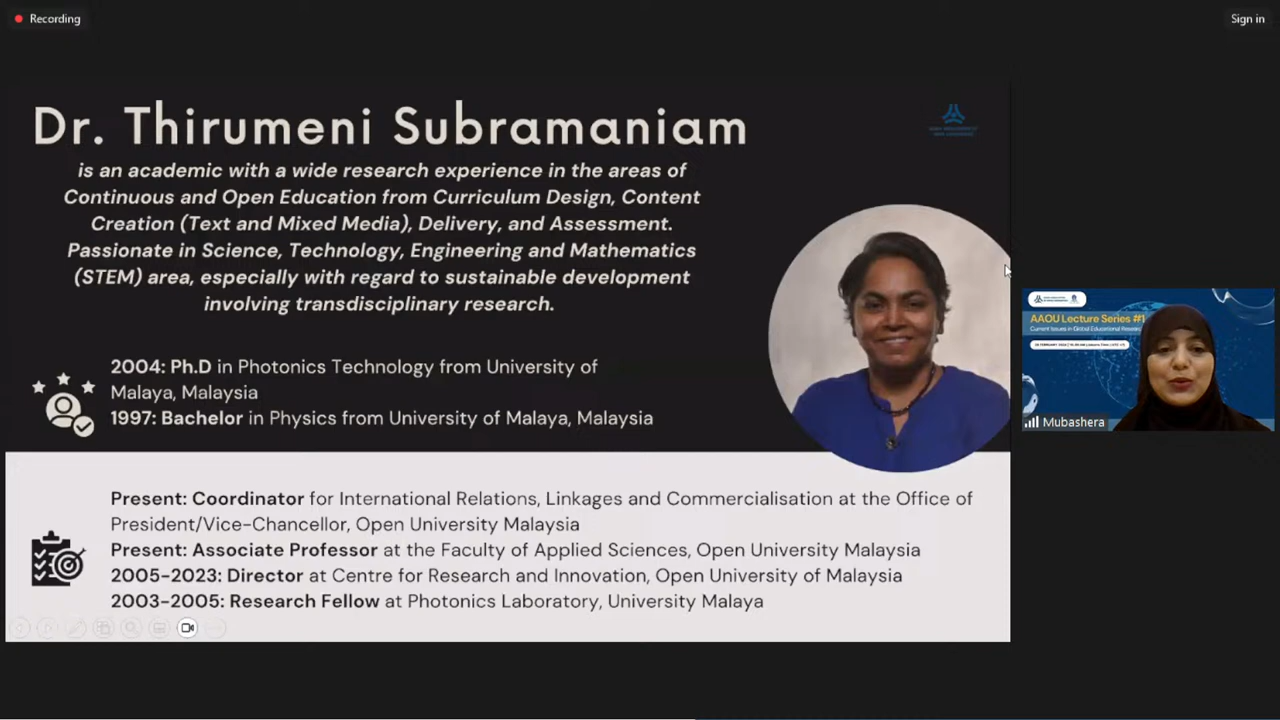 Recording
Sign in
Dr. Thirumeni Subramaniam
is an academic with a wide research experience in the areas of
Continuous and Open Education from Curriculum Design, Content
Creation (Text and Mixed Media), Delivery, and Assessment.
Passionate in Science, Technology, Engineering and Mathematics
(STEM) area, especially with regard to sustainable development
involving transdisciplinary research.
2004: Ph.D in Photonics Technology from University of
Malaya, Malaysia
1997: Bachelor in Physics from University of Malaya, Malaysia
Present: Coordinator for International Relations, Linkages and Commercialisation at the Office of
President/Vice-Chancellor, Open University Malaysia
Present: Associate Professor at the Faculty of Applied Sciences, Open University Malaysia
2005-2023: Director at Centre for Research and Innovation, Open University of Malaysia
2003-2005: Research Fellow at Photonics Laboratory, University Malaya
AAOU Lecture Series #1
Current Issues in Global Educational Research
Mubashera